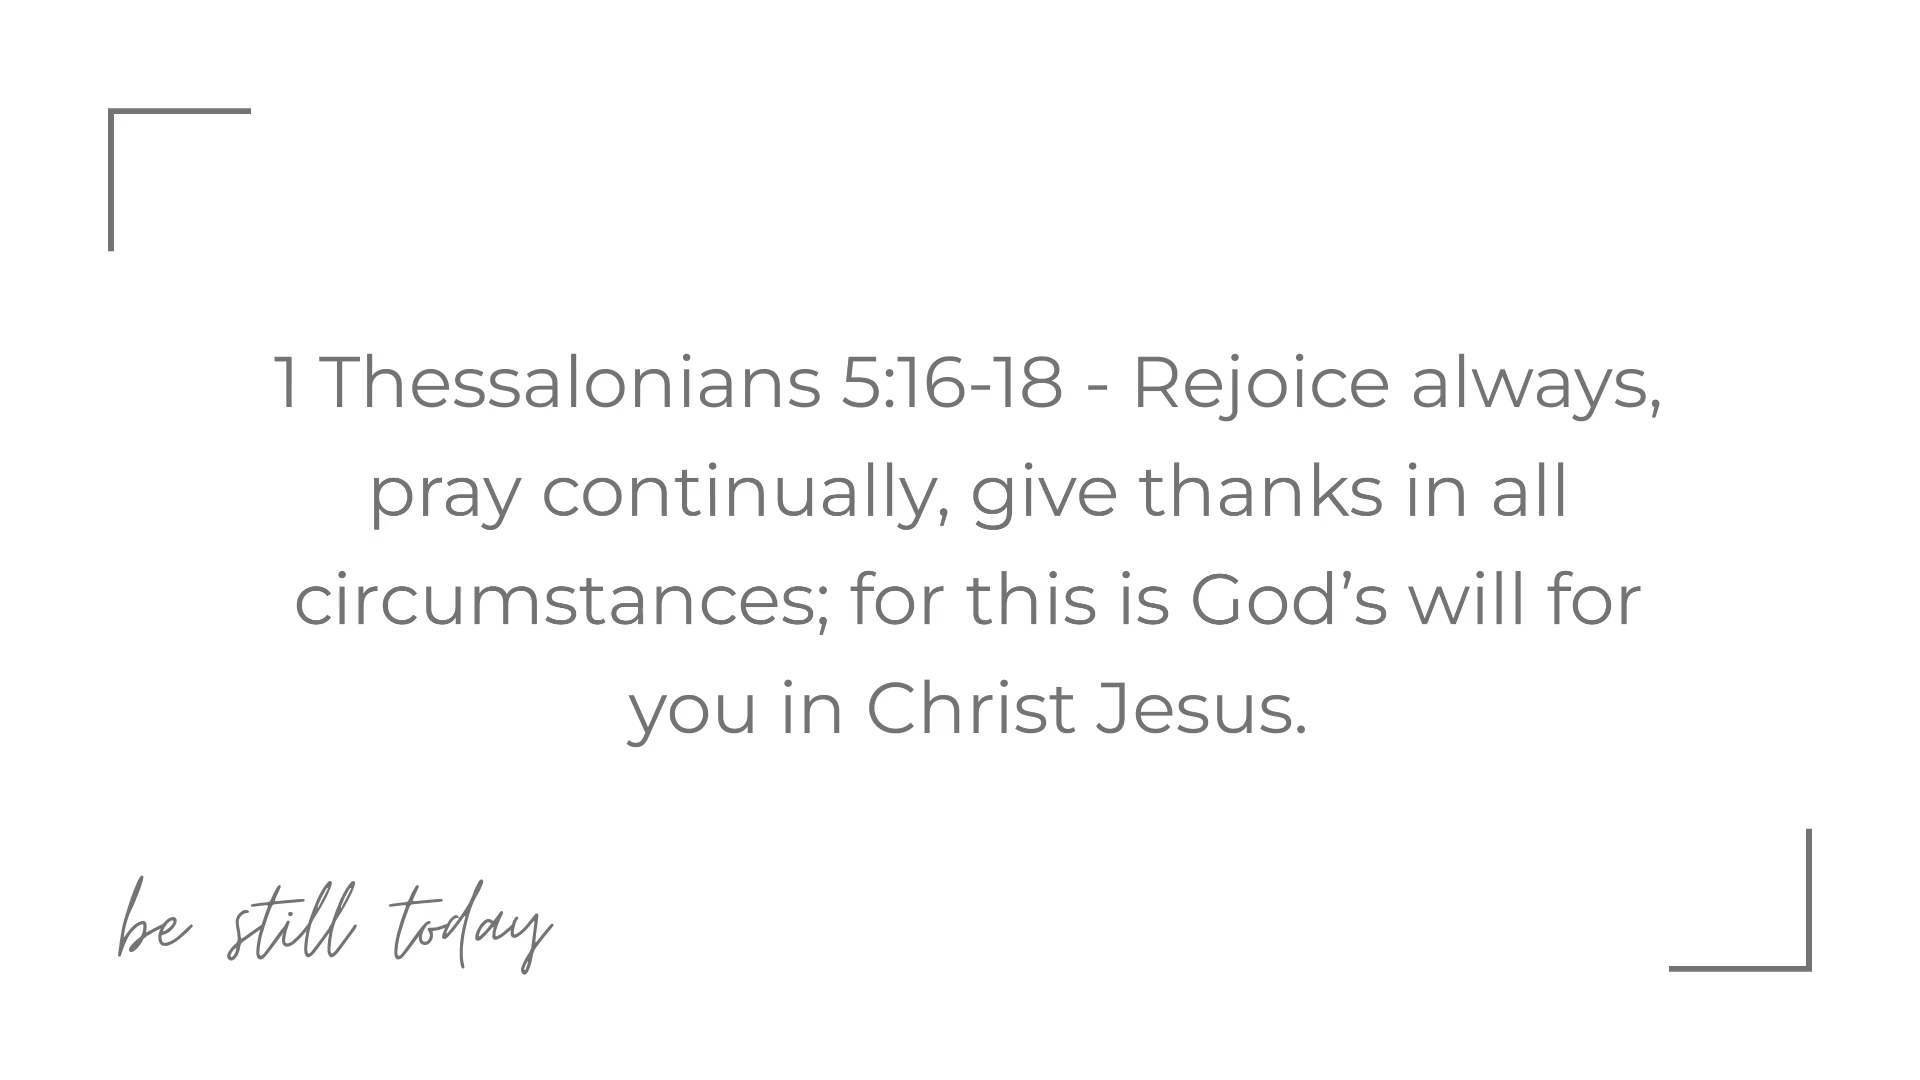 1 Thessalonians 5:16-18 - Rejoice always,
pray continually, give thanks in all
circumstances; for this is God’s will for
you in Christ Jesus.
be still today